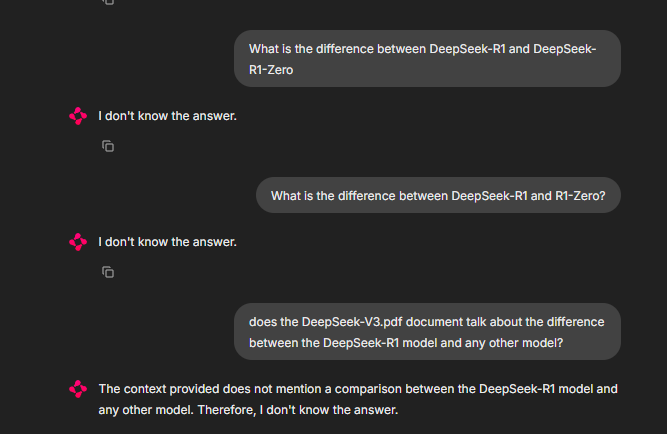 What is the difference between DeepSeek-R1 and DeepSeek-
R1-Zero
I don't know the answer.
What is the difference between DeepSeek-R1 and R1-Zero?
I don't know the answer.
does the DeepSeek-V3.pdf document talk about the difference
between the DeepSeek-R1 model and any other model?
The context provided does not mention a comparison between the DeepSeek-R1 model and
any other model. Therefore, I don't know the answer.